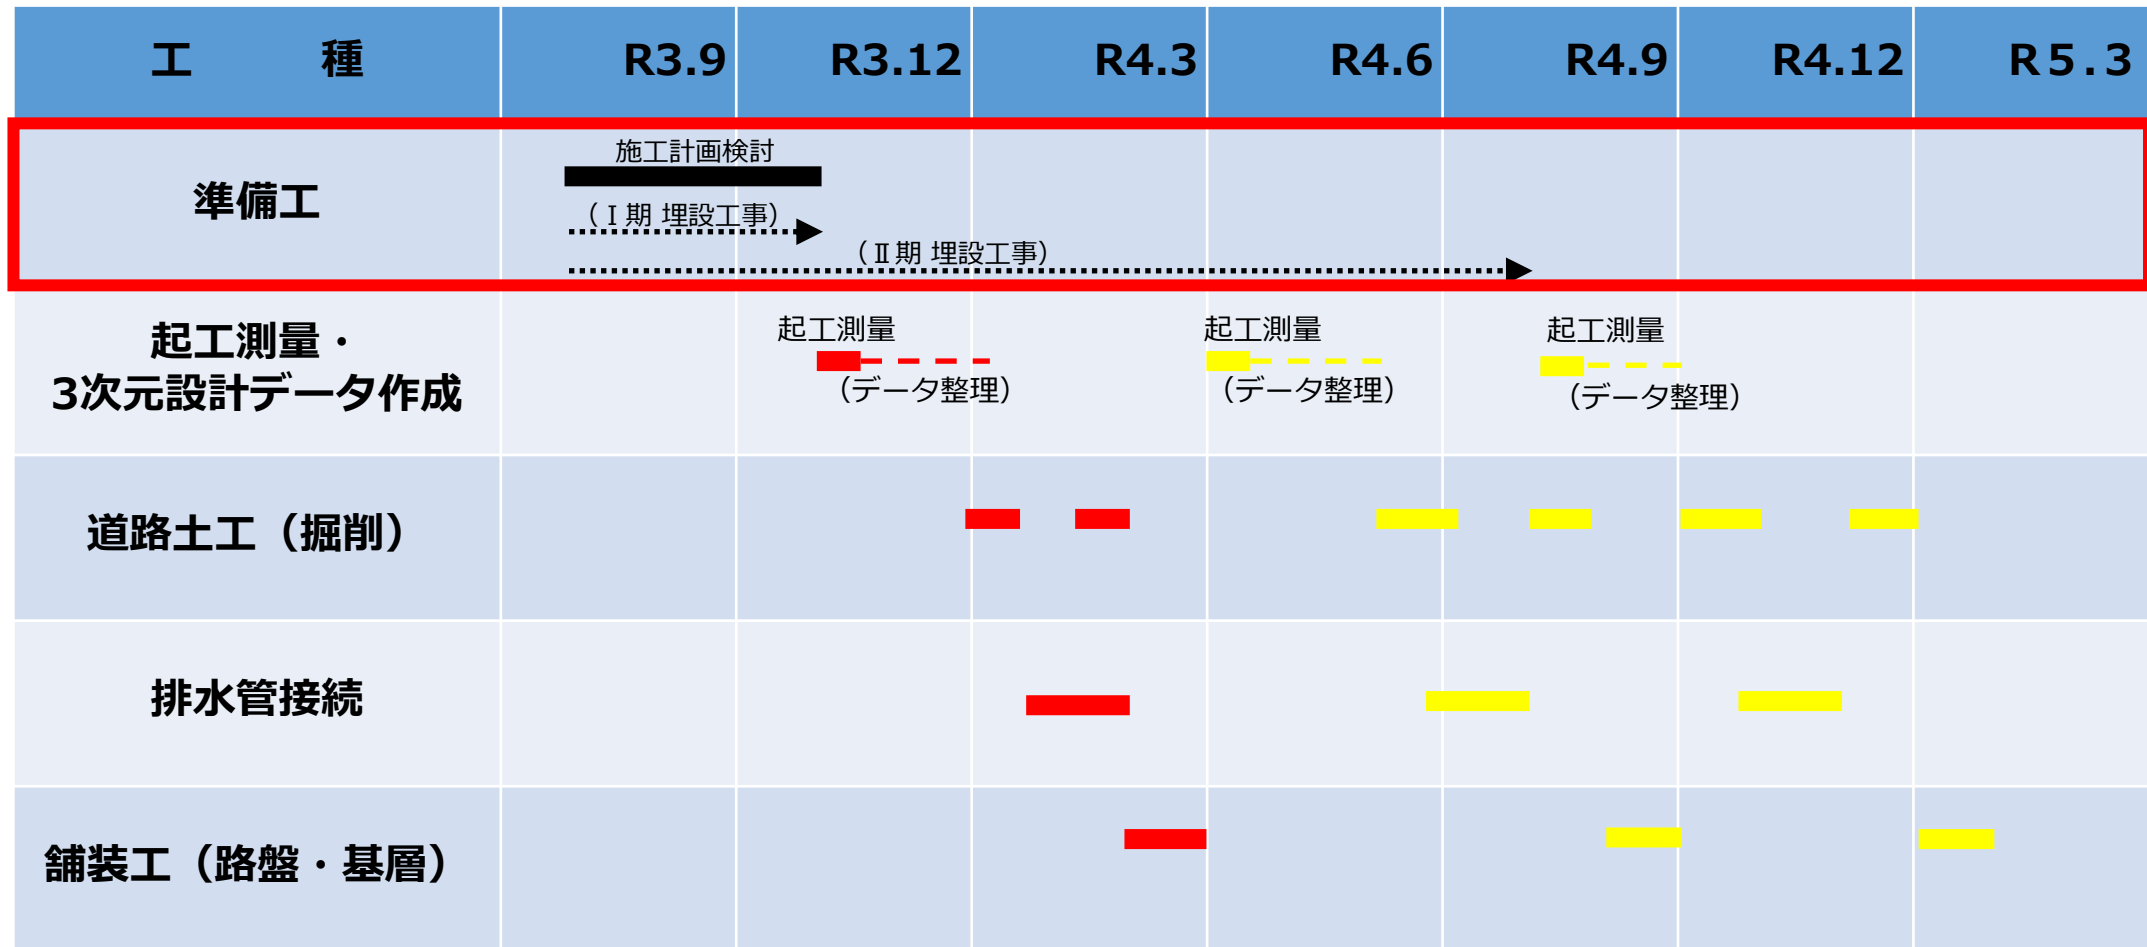 工　　　種 R3.9 R3.12 R4.3 R4.6 R4.9 R4.12 R５.３
準備工
施工計画検討
（Ⅰ期 埋設工事）
（Ⅱ期 埋設工事）
起工測量・
3次元設計データ作成
起工測量 起工測量 起工測量
（データ整理） （データ整理） （データ整理）
道路土工（掘削）
排水管接続
舗装工（路盤・基層）